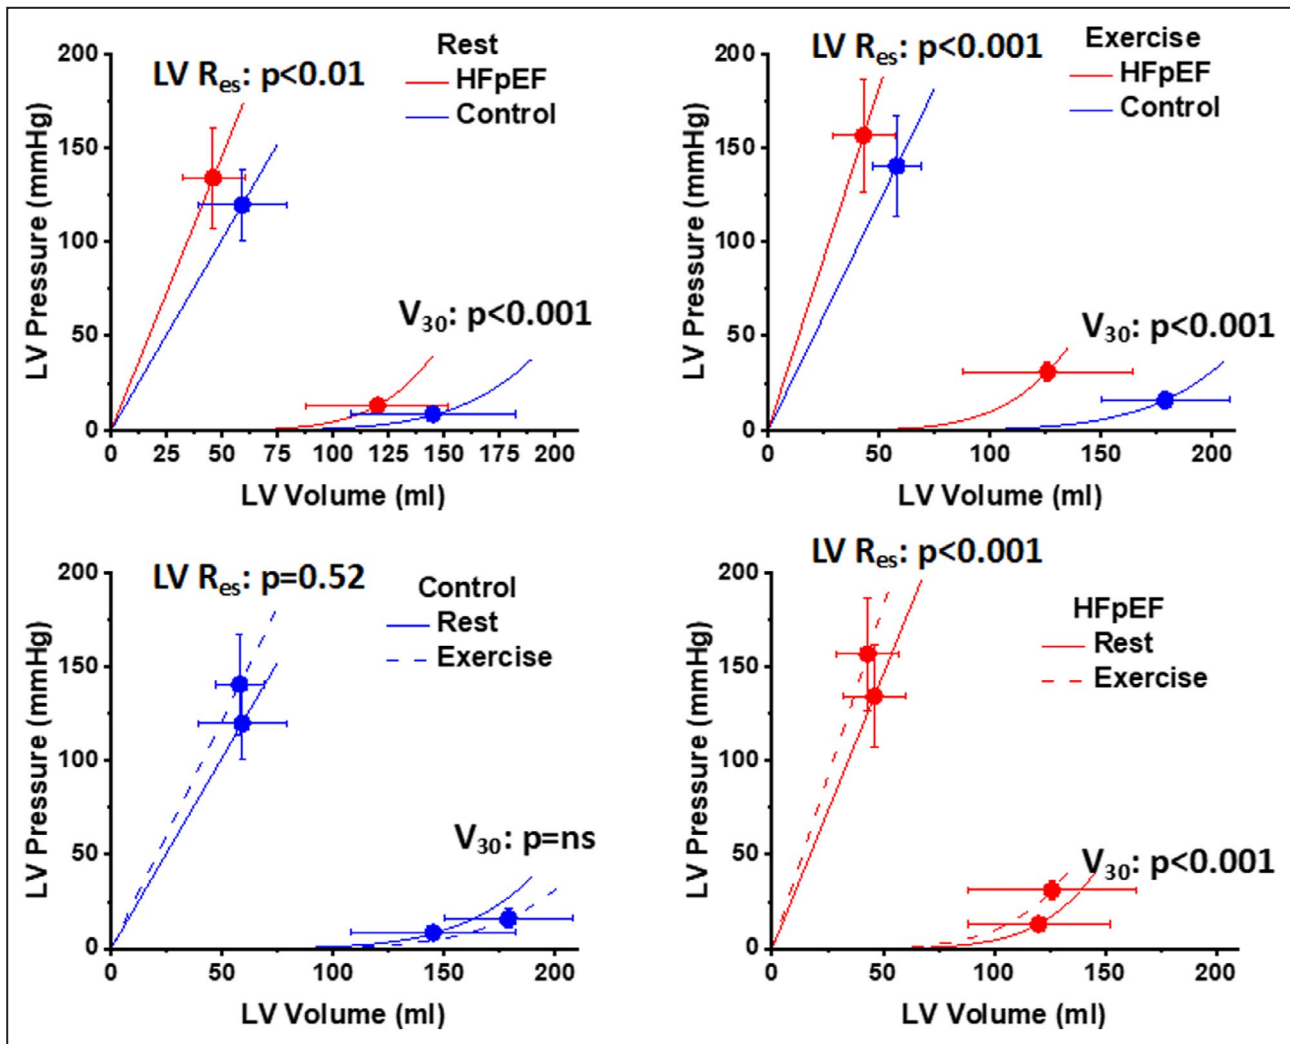 Rest
LV Res: p<0.01
HFpEF
Control
V30: p<0.001
LV Pressure (mmHg)
200
150
100
50
0
0 25 50 75 100 125 150 175 200
LV Volume (ml)
Exercise
LV Res: p<0.001
HFpEF
Control
V30: p<0.001
LV Pressure (mmHg)
200
150
100
50
0
0 50 100 150 200
LV Volume (ml)
LV Res: p=0.52
Control
Rest
Exercise
V30: p=ns
LV Pressure (mmHg)
200
150
100
50
0
0 50 100 150 200
LV Volume (ml)
LV Res: p<0.001
HFpEF
Rest
Exercise
V30: p<0.001
LV Pressure (mmHg)
200
150
100
50
0
0 50 100 150 200
LV Volume (ml)